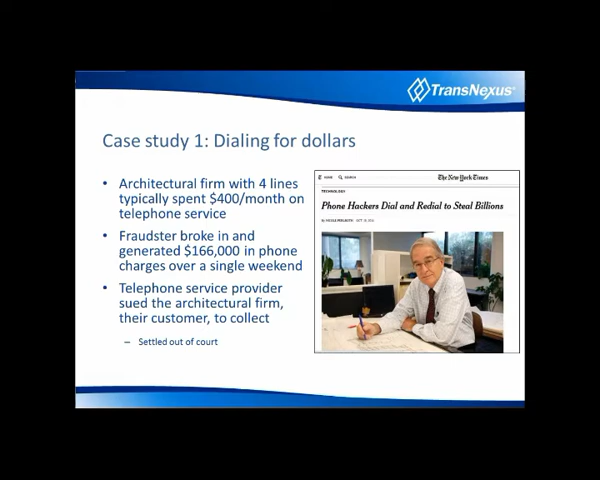 TransNexus
Case study 1: Dialing for dollars
• Architectural firm with 4 lines
typically spent $400/month on
telephone service
• Fraudster broke in and
generated $166,000 in phone
charges over a single weekend
• Telephone service provider
sued the architectural firm,
their customer, to collect
– Settled out of court
HOME SEARCH The New York Times
TECHNOLOGY
Phone Hackers Dial and Redial to Steal Billions